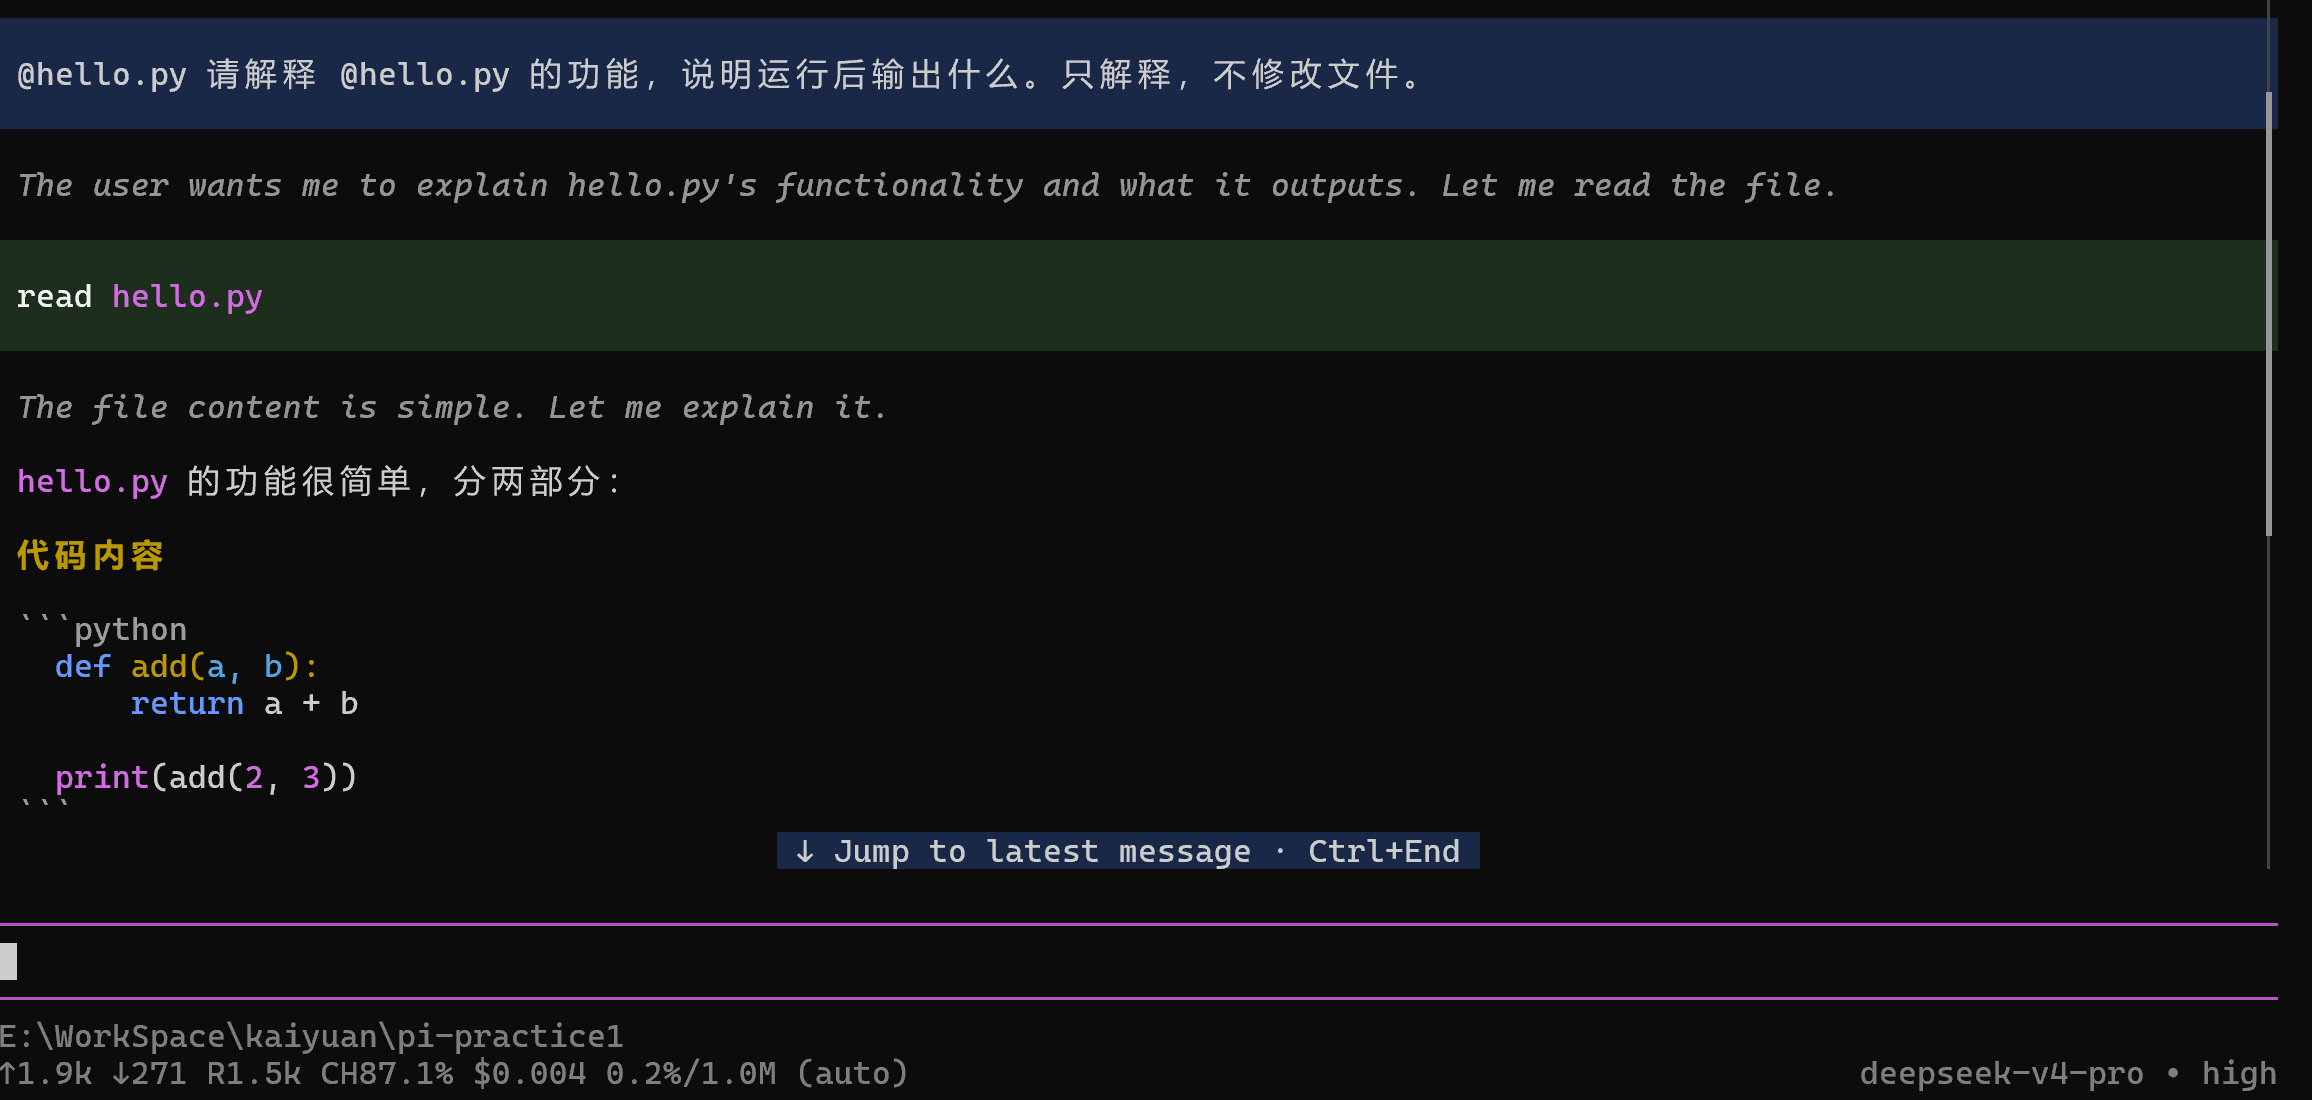 @hello.py 请解释 @hello.py 的功能，说明运行后输出什么。只解释，不修改文件。
The user wants me to explain hello.py's functionality and what it outputs. Let me read the file.
read hello.py
The file content is simple. Let me explain it.
hello.py 的功能很简单，分两部分：
代码内容
```python
  def add(a, b):
      return a + b

  print(add(2, 3))
```
↓ Jump to latest message · Ctrl+End
E:\WorkSpace\kaiyuan\pi-practice1
↑1.9k ↓271 R1.5k CH87.1% $0.004 0.2%/1.0M (auto)
deepseek-v4-pro • high